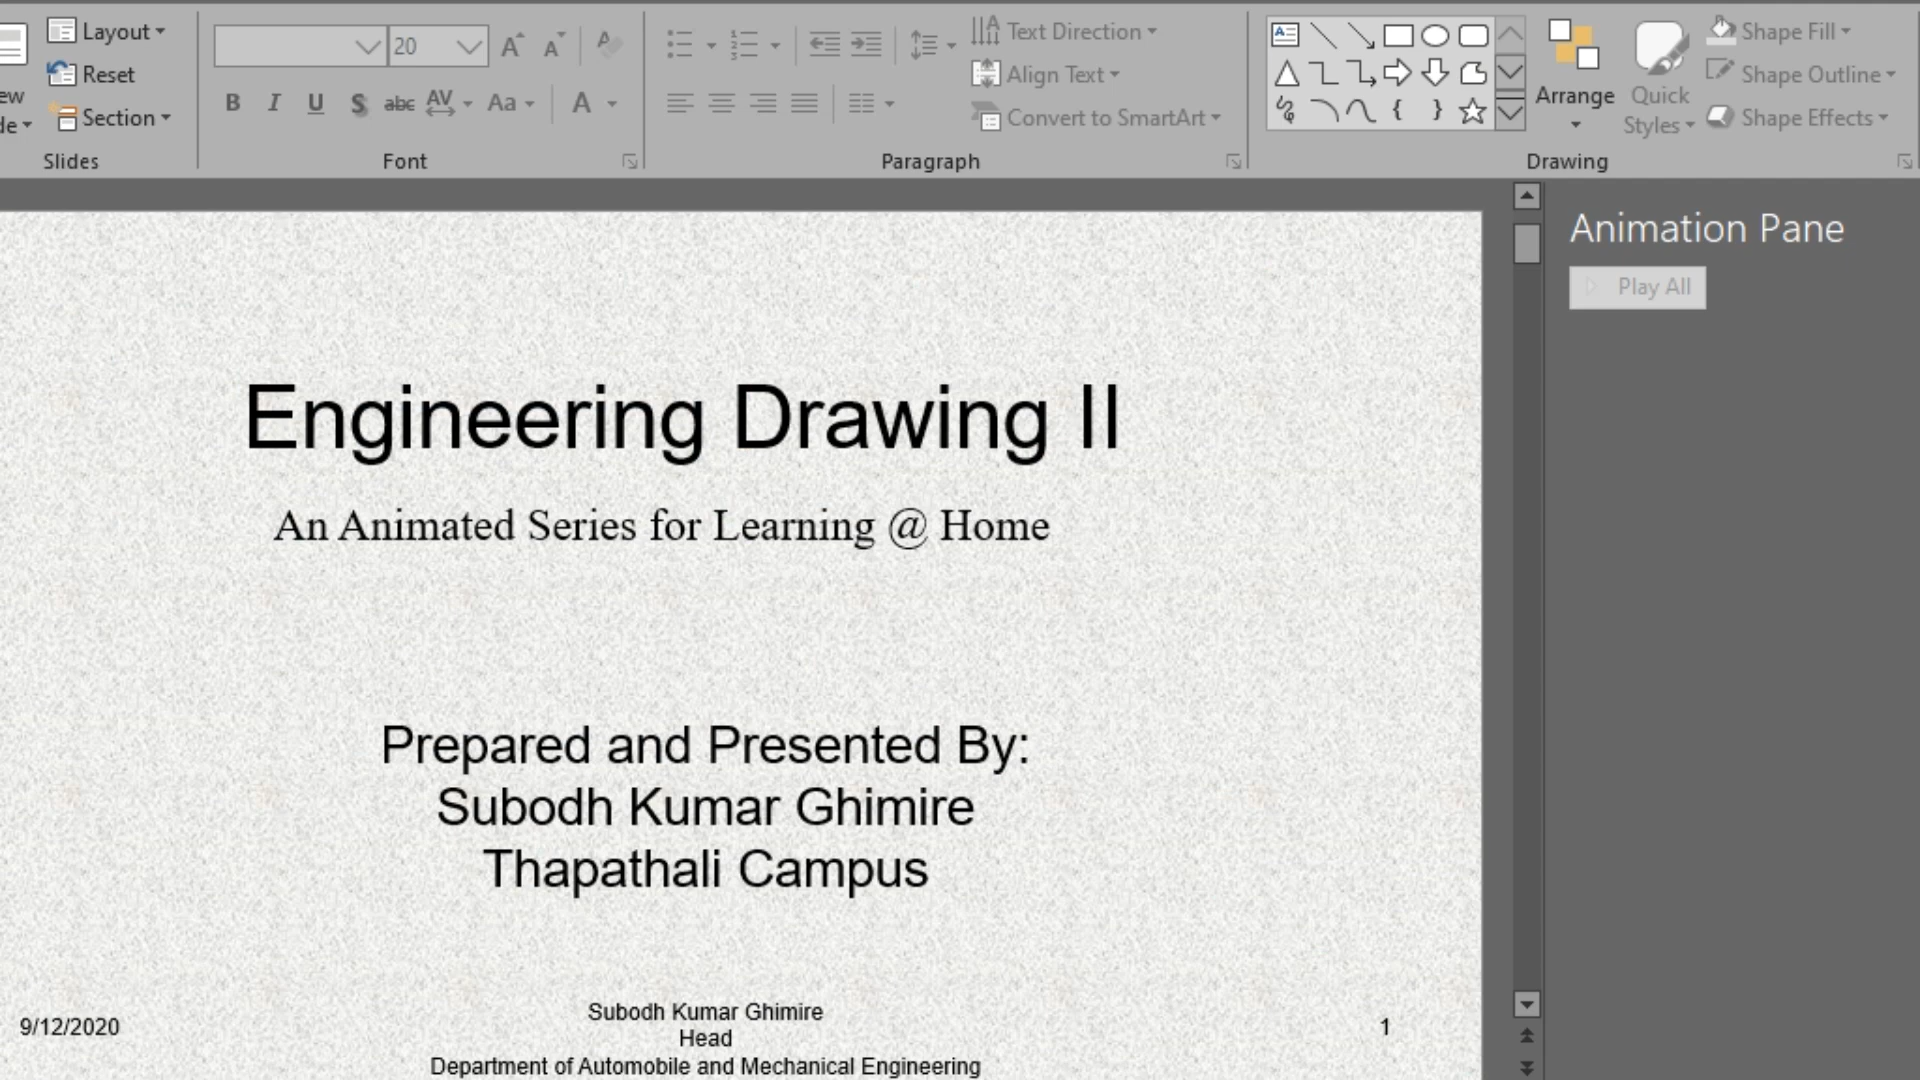 Layout
Reset
Section
Slides
20
B I U S abc AV Aa A
Font
Text Direction
Align Text
Convert to SmartArt
Paragraph
Arrange
Quick
Styles
Shape Fill
Shape Outline
Shape Effects
Drawing
Animation Pane
Play All
Engineering Drawing II
An Animated Series for Learning @ Home
Prepared and Presented By:
Subodh Kumar Ghimire
Thapathali Campus
9/12/2020
Subodh Kumar Ghimire
Head
Department of Automobile and Mechanical Engineering
1